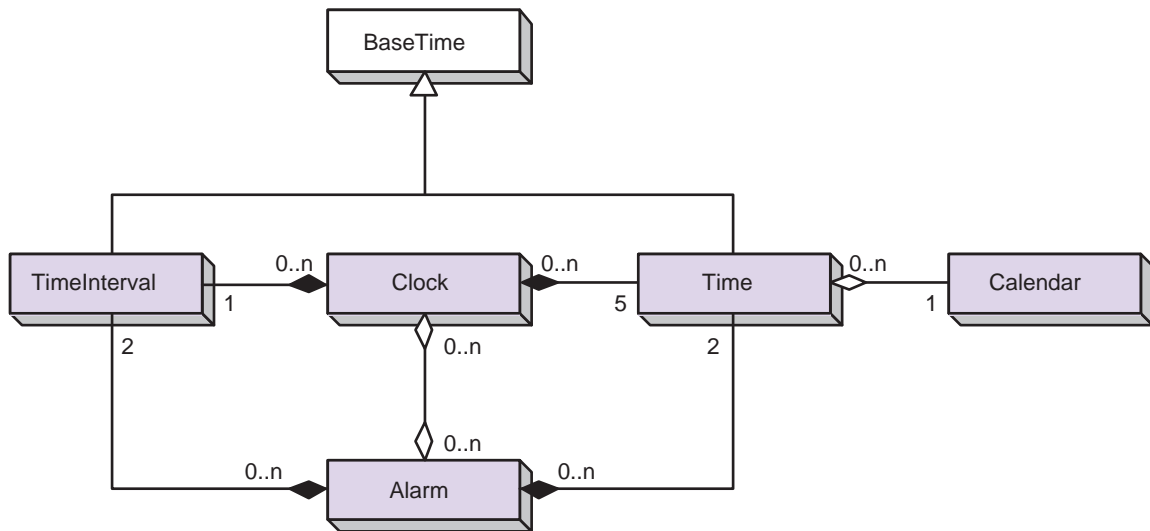 BaseTime
TimeInterval
0..n
Clock
0..n
Time
0..n
Calendar
1
5
1
2
0..n
2
0..n
0..n
Alarm
0..n